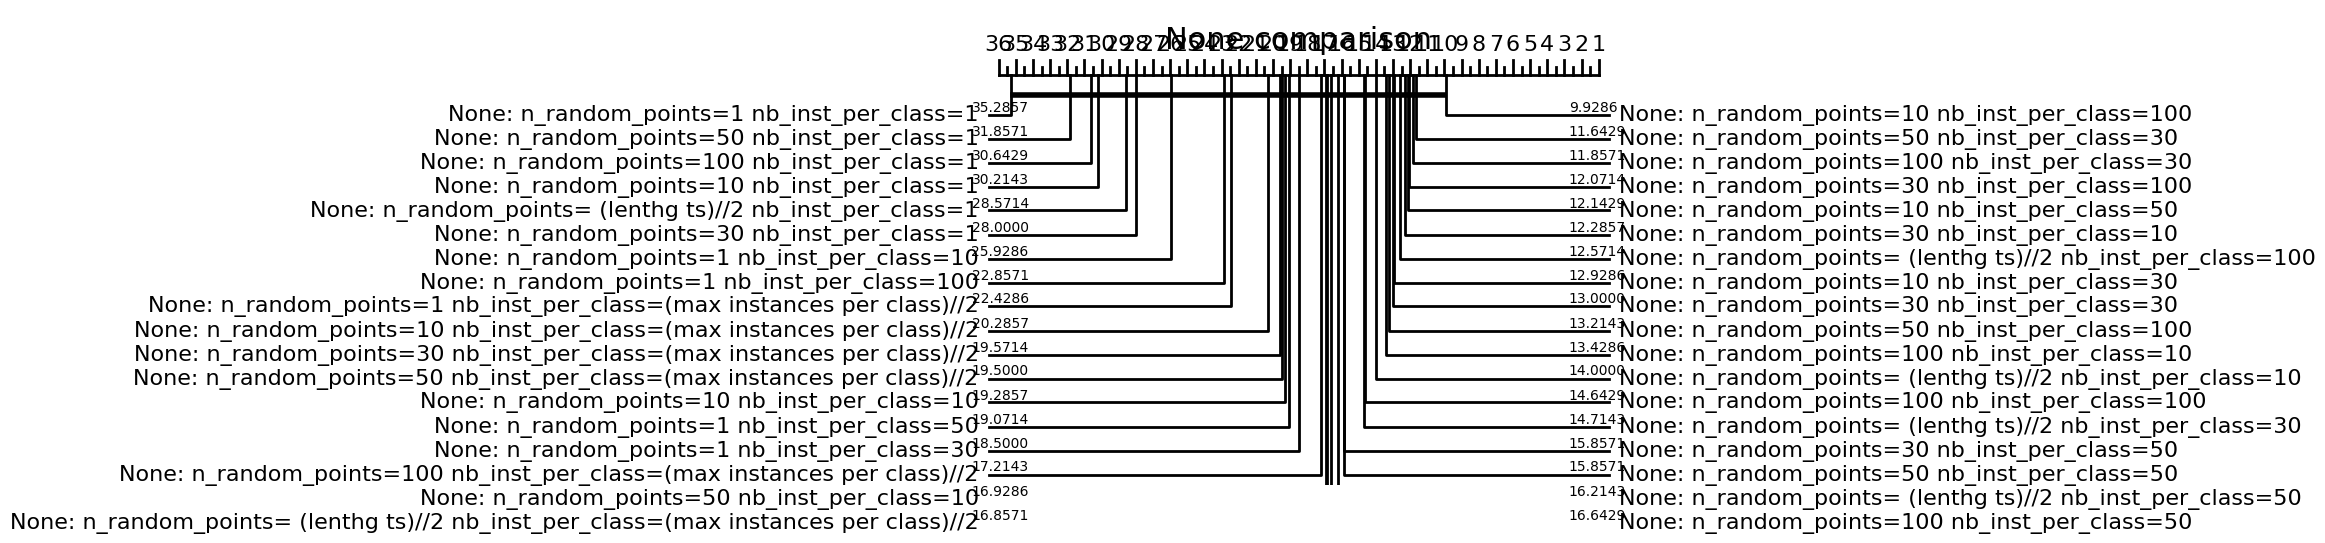 None comparison
36 35 34 33 32 31 30 29 28 27 26 25 24 23 22 21 20 19 18 17 16 15 14 13 12 11 10 9 8 7 6 5 4 3 2 1
None: n_random_points=1 nb_inst_per_class=1 35.2857 9.9286 None: n_random_points=10 nb_inst_per_class=100
None: n_random_points=50 nb_inst_per_class=1 31.8571 11.6429 None: n_random_points=50 nb_inst_per_class=30
None: n_random_points=100 nb_inst_per_class=1 30.6429 11.8571 None: n_random_points=100 nb_inst_per_class=30
None: n_random_points=10 nb_inst_per_class=1 30.2143 12.0714 None: n_random_points=30 nb_inst_per_class=100
None: n_random_points= (lenthg ts)//2 nb_inst_per_class=1 28.5714 12.1429 None: n_random_points=10 nb_inst_per_class=50
None: n_random_points=30 nb_inst_per_class=1 28.0000 12.2857 None: n_random_points=30 nb_inst_per_class=10
None: n_random_points=1 nb_inst_per_class=10 25.9286 12.5714 None: n_random_points= (lenthg ts)//2 nb_inst_per_class=100
None: n_random_points=1 nb_inst_per_class=100 22.8571 12.9286 None: n_random_points=10 nb_inst_per_class=30
None: n_random_points=1 nb_inst_per_class=(max instances per class)//2 22.4286 13.0000 None: n_random_points=30 nb_inst_per_class=30
None: n_random_points=10 nb_inst_per_class=(max instances per class)//2 20.2857 13.2143 None: n_random_points=50 nb_inst_per_class=100
None: n_random_points=30 nb_inst_per_class=(max instances per class)//2 19.5714 13.4286 None: n_random_points=100 nb_inst_per_class=10
None: n_random_points=50 nb_inst_per_class=(max instances per class)//2 19.5000 14.0000 None: n_random_points= (lenthg ts)//2 nb_inst_per_class=10
None: n_random_points=10 nb_inst_per_class=10 19.2857 14.6429 None: n_random_points=100 nb_inst_per_class=100
None: n_random_points=1 nb_inst_per_class=50 19.0714 14.7143 None: n_random_points= (lenthg ts)//2 nb_inst_per_class=30
None: n_random_points=1 nb_inst_per_class=30 18.5000 15.8571 None: n_random_points=30 nb_inst_per_class=50
None: n_random_points=100 nb_inst_per_class=(max instances per class)//2 17.2143 15.8571 None: n_random_points=50 nb_inst_per_class=50
None: n_random_points=50 nb_inst_per_class=10 16.9286 16.2143 None: n_random_points= (lenthg ts)//2 nb_inst_per_class=50
None: n_random_points= (lenthg ts)//2 nb_inst_per_class=(max instances per class)//2 16.8571 16.6429 None: n_random_points=100 nb_inst_per_class=50